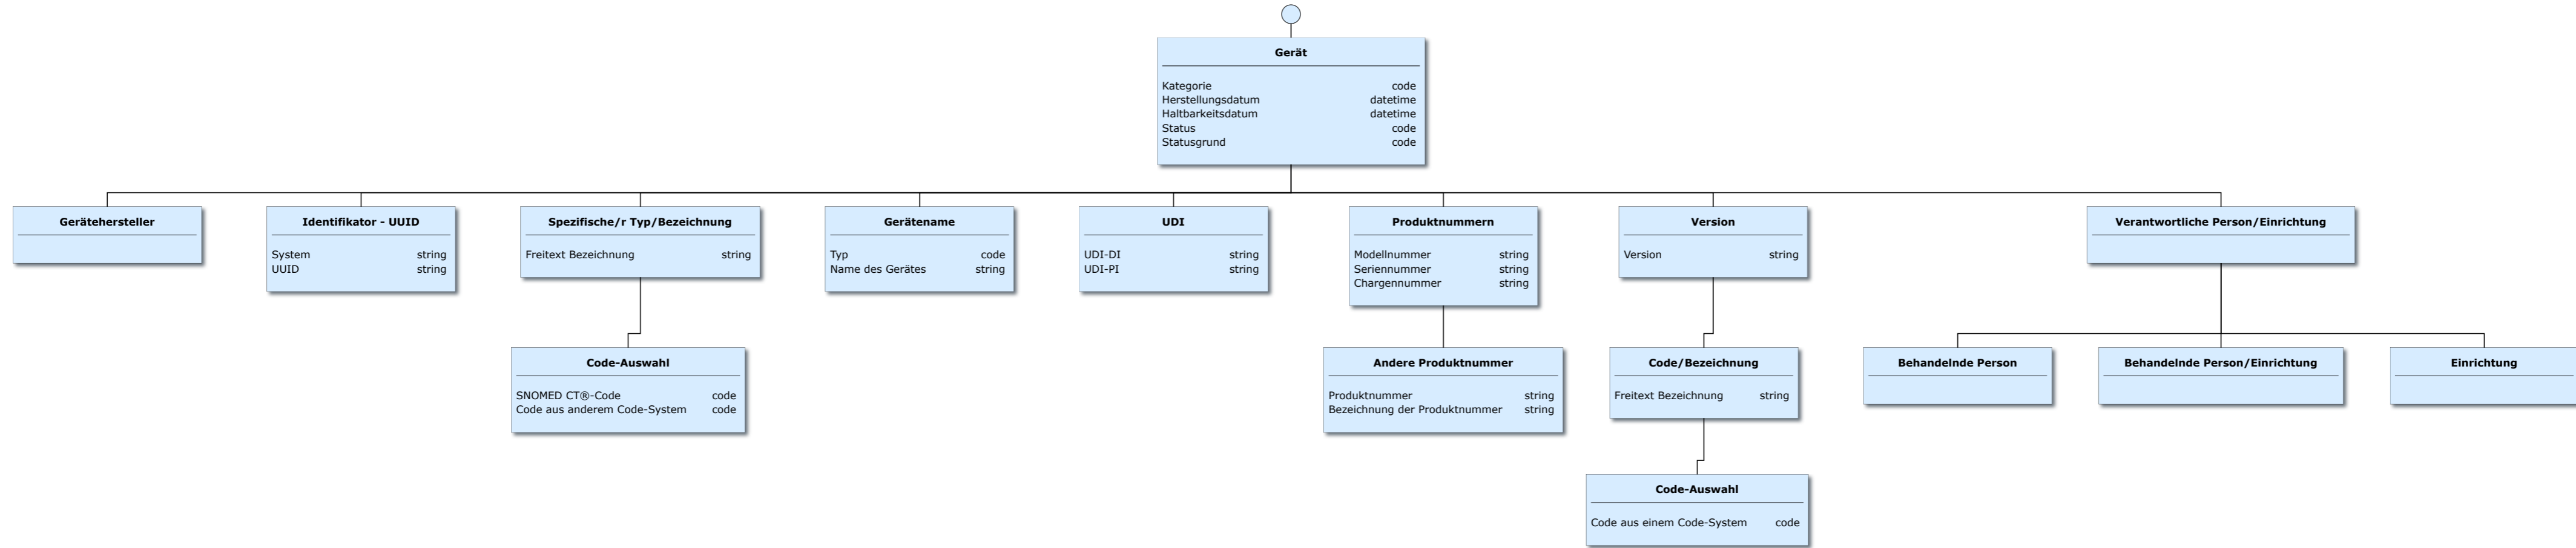 Gerät
Kategorie code
Herstellungsdatum datetime
Haltbarkeitsdatum datetime
Status code
Statusgrund code
Gerätehersteller
Identifikator - UUID
System string
UUID string
Spezifische/r Typ/Bezeichnung
Freitext Bezeichnung string
Gerätename
Typ code
Name des Gerätes string
UDI
UDI-DI string
UDI-PI string
Produktnummern
Modellnummer string
Seriennummer string
Chargennummer string
Version
Version string
Verantwortliche Person/Einrichtung
Code-Auswahl
SNOMED CT®-Code code
Code aus anderem Code-System code
Andere Produktnummer
Produktnummer string
Bezeichnung der Produktnummer string
Code/Bezeichnung
Freitext Bezeichnung string
Behandelnde Person
Behandelnde Person/Einrichtung
Einrichtung
Code-Auswahl
Code aus einem Code-System code